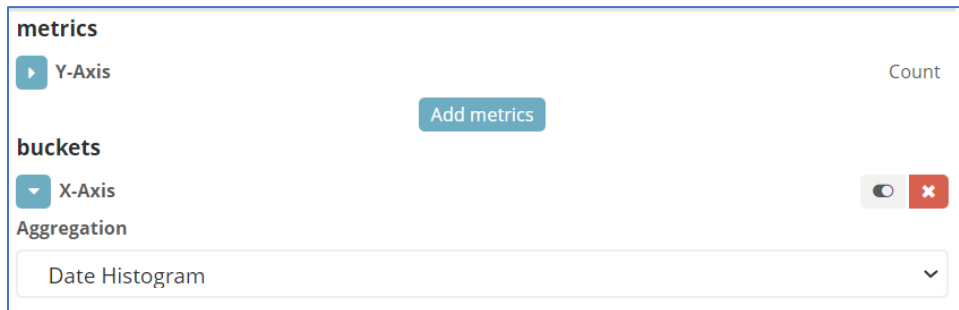 metrics
Y-Axis Count
Add metrics
buckets
X-Axis
Aggregation
Date Histogram